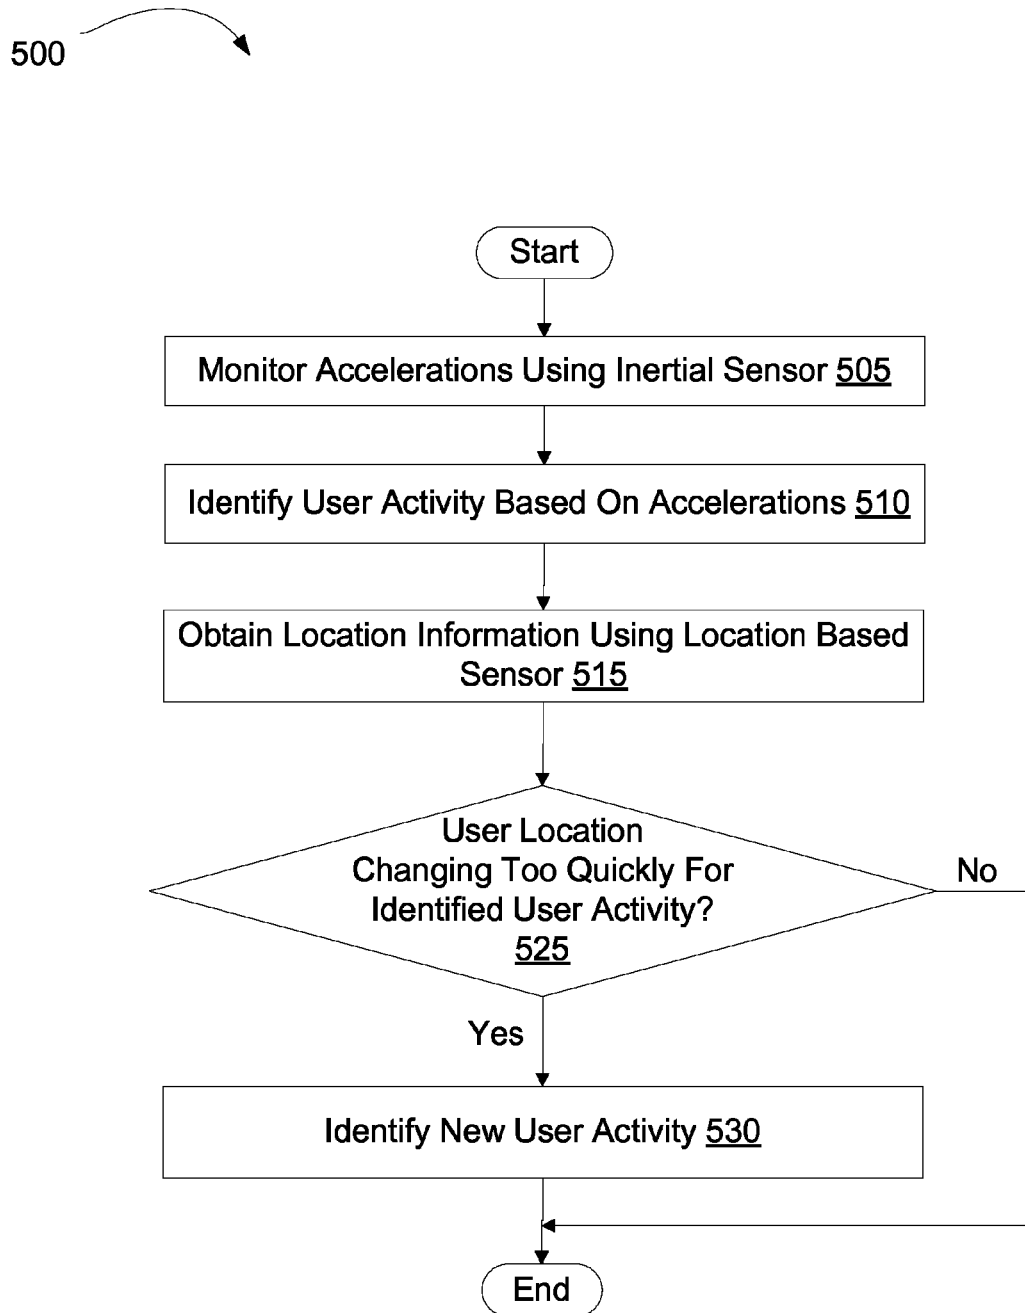 500
Start
Monitor Accelerations Using Inertial Sensor 505
Identify User Activity Based On Accelerations 510
Obtain Location Information Using Location Based
Sensor 515
User Location
Changing Too Quickly For
Identified User Activity?
525
No
Yes
Identify New User Activity 530
End